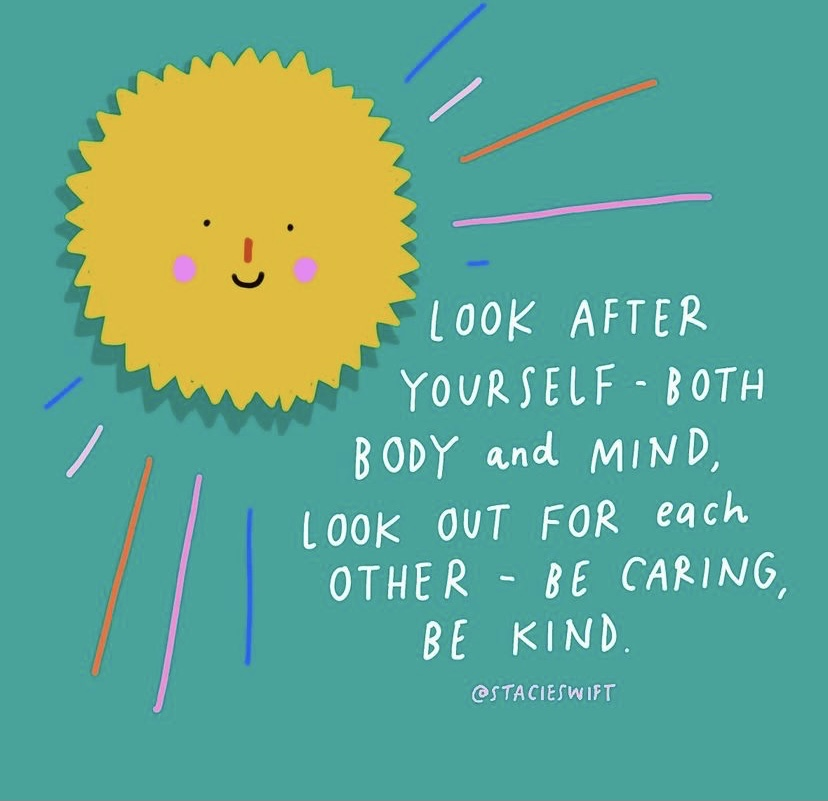 LOOK AFTER
YOURSELF - BOTH
BODY and MIND,
LOOK OUT FOR each
OTHER - BE CARING,
BE KIND.
@STACIESWIFT